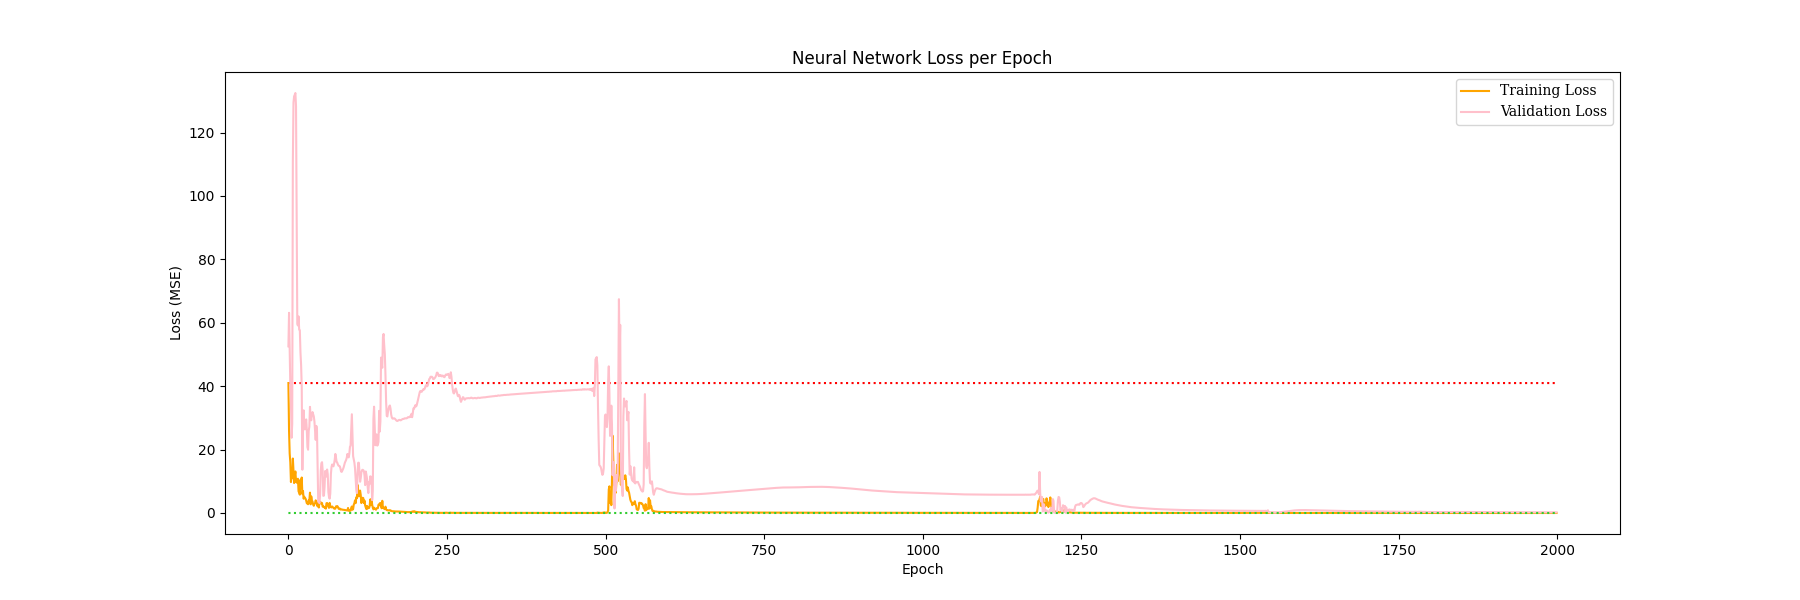 Neural Network Loss per Epoch
Training Loss
Validation Loss
Loss (MSE)
120
100
80
60
40
20
0
0 250 500 750 1000 1250 1500 1750 2000
Epoch